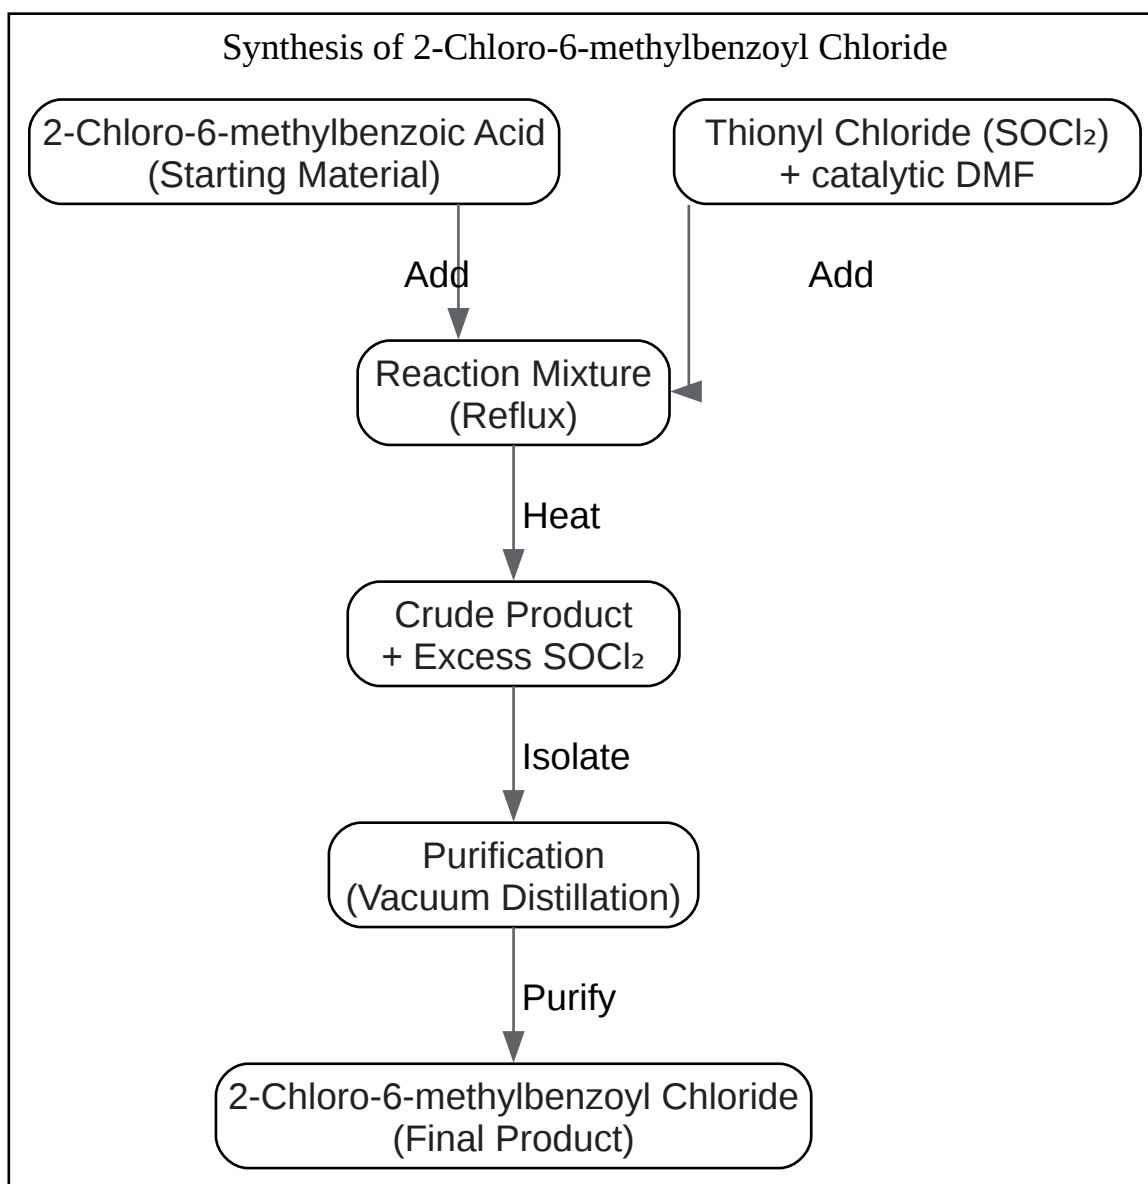 Synthesis of 2-Chloro-6-methylbenzoyl Chloride
2-Chloro-6-methylbenzoic Acid
(Starting Material)
Thionyl Chloride (SOCl₂)
+ catalytic DMF
Add
Add
Reaction Mixture
(Reflux)
Heat
Crude Product
+ Excess SOCl₂
Isolate
Purification
(Vacuum Distillation)
Purify
2-Chloro-6-methylbenzoyl Chloride
(Final Product)